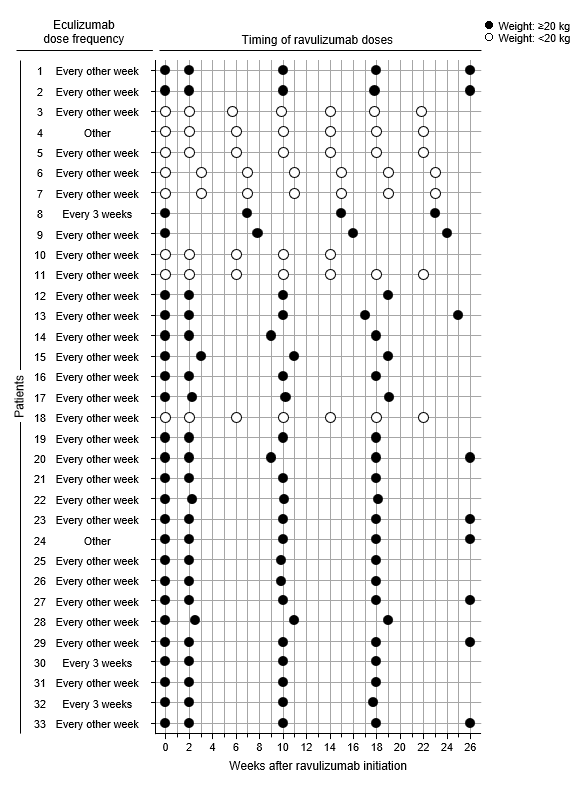 Eculizumab
dose frequency
Timing of ravulizumab doses
Weight: ≥20 kg
Weight: <20 kg
Patients
1 Every other week
2 Every other week
3 Every other week
4 Other
5 Every other week
6 Every other week
7 Every other week
8 Every 3 weeks
9 Every other week
10 Every other week
11 Every other week
12 Every other week
13 Every other week
14 Every other week
15 Every other week
16 Every other week
17 Every other week
18 Every other week
19 Every other week
20 Every other week
21 Every other week
22 Every other week
23 Every other week
24 Other
25 Every other week
26 Every other week
27 Every other week
28 Every other week
29 Every other week
30 Every 3 weeks
31 Every other week
32 Every 3 weeks
33 Every other week
0 2 4 6 8 10 12 14 16 18 20 22 24 26
Weeks after ravulizumab initiation